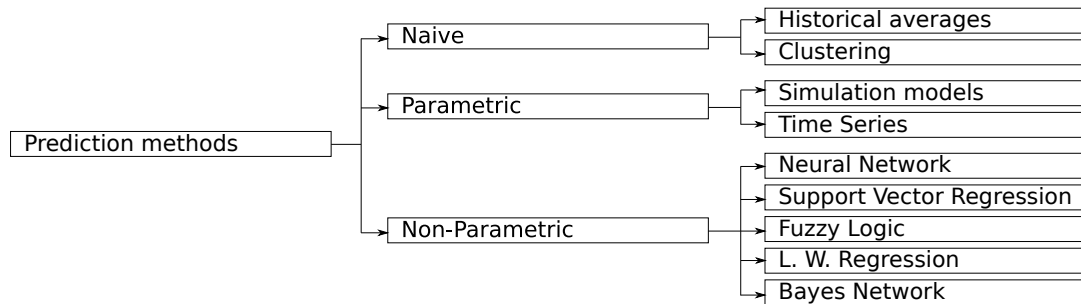 Prediction methods
Naive
Historical averages
Clustering
Parametric
Simulation models
Time Series
Non-Parametric
Neural Network
Support Vector Regression
Fuzzy Logic
L. W. Regression
Bayes Network